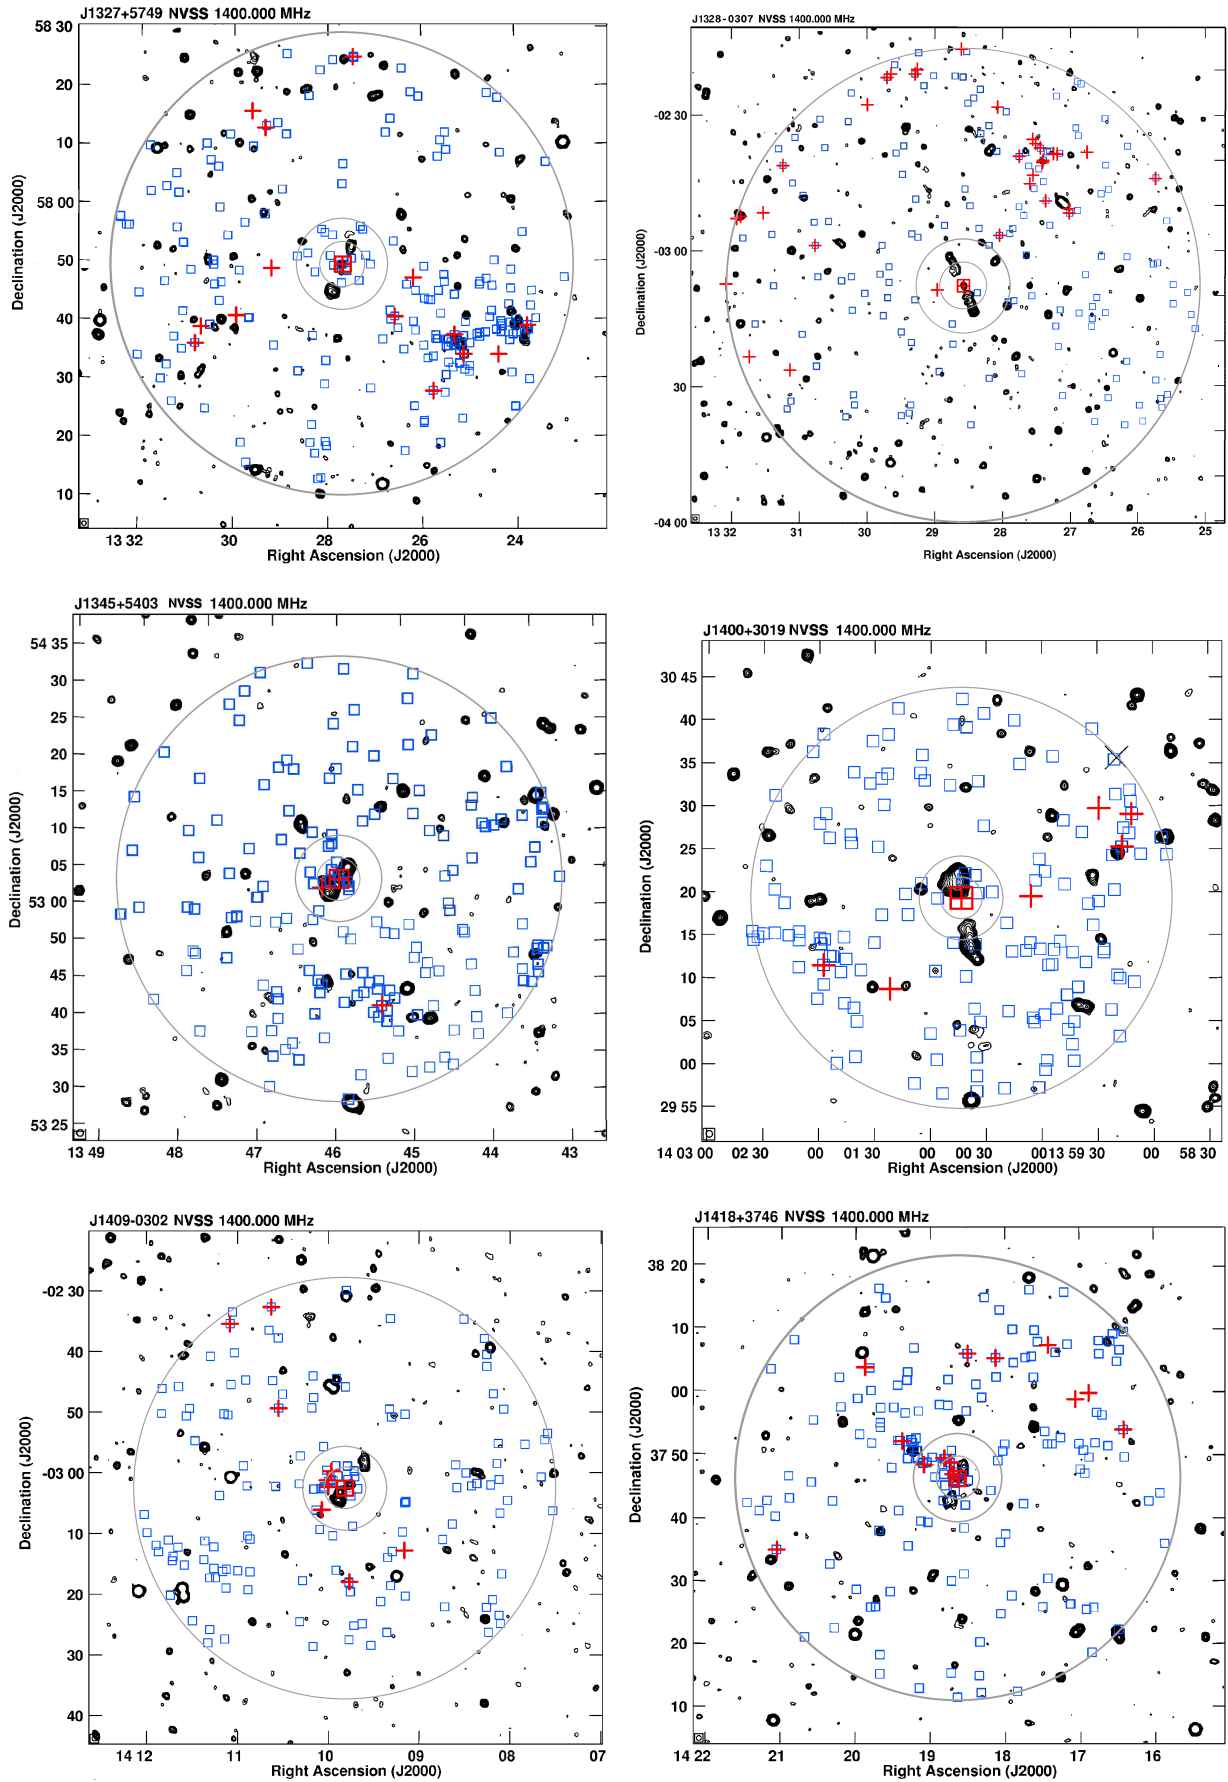 J1327+5749 NVSS 1400.000 MHz
58 30
20
10
58 00
50
40
30
20
10
Declination (J2000)
13 32 30 28 26 24
Right Ascension (J2000)
J1328-0307 NVSS 1400.000 MHz
-02 30
-03 00
30
-04 00
Declination (J2000)
13 32 31 30 29 28 27 26 25
Right Ascension (J2000)
J1345+5403 NVSS 1400.000 MHz
54 35
30
25
20
15
10
05
53 00
50
45
40
35
30
53 25
Declination (J2000)
13 49 48 47 46 45 44 43
Right Ascension (J2000)
J1400+3019 NVSS 1400.000 MHz
30 45
40
35
30
25
20
15
10
05
00
29 55
Declination (J2000)
14 03 00 02 30 00 01 30 00 00 30 00 13 59 30 00 58 30
Right Ascension (J2000)
J1409-0302 NVSS 1400.000 MHz
-02 30
40
50
-03 00
10
20
30
40
Declination (J2000)
14 12 11 10 09 08 07
Right Ascension (J2000)
J1418+3746 NVSS 1400.000 MHz
38 20
10
00
37 50
40
30
20
10
Declination (J2000)
14 22 21 20 19 18 17 16
Right Ascension (J2000)